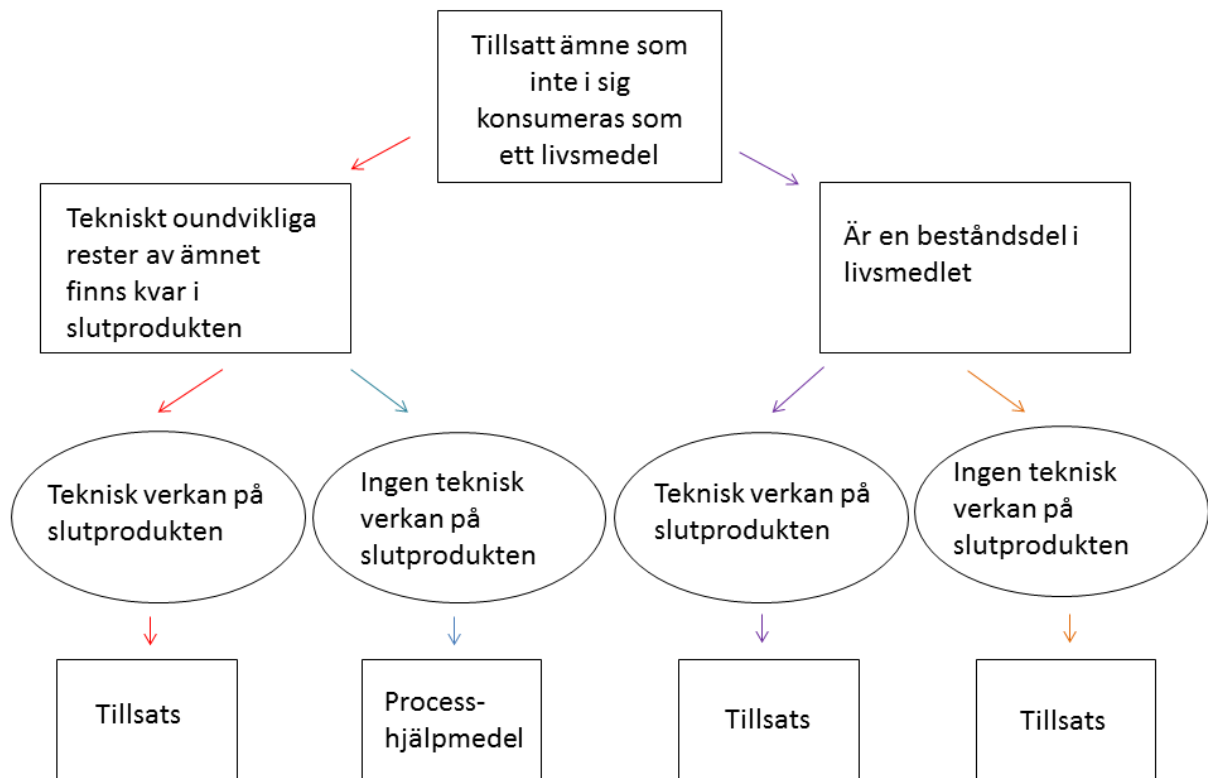 Tillsatt ämne som
inte i sig
konsumeras som
ett livsmedel
Tekniskt oundvikliga
rester av ämnet
finns kvar i
slutprodukten
Är en beståndsdel i
livsmedlet
Teknisk verkan på
slutprodukten
Ingen teknisk
verkan på
slutprodukten
Teknisk verkan på
slutprodukten
Ingen teknisk
verkan på
slutprodukten
Tillsats
Process-
hjälpmedel
Tillsats
Tillsats